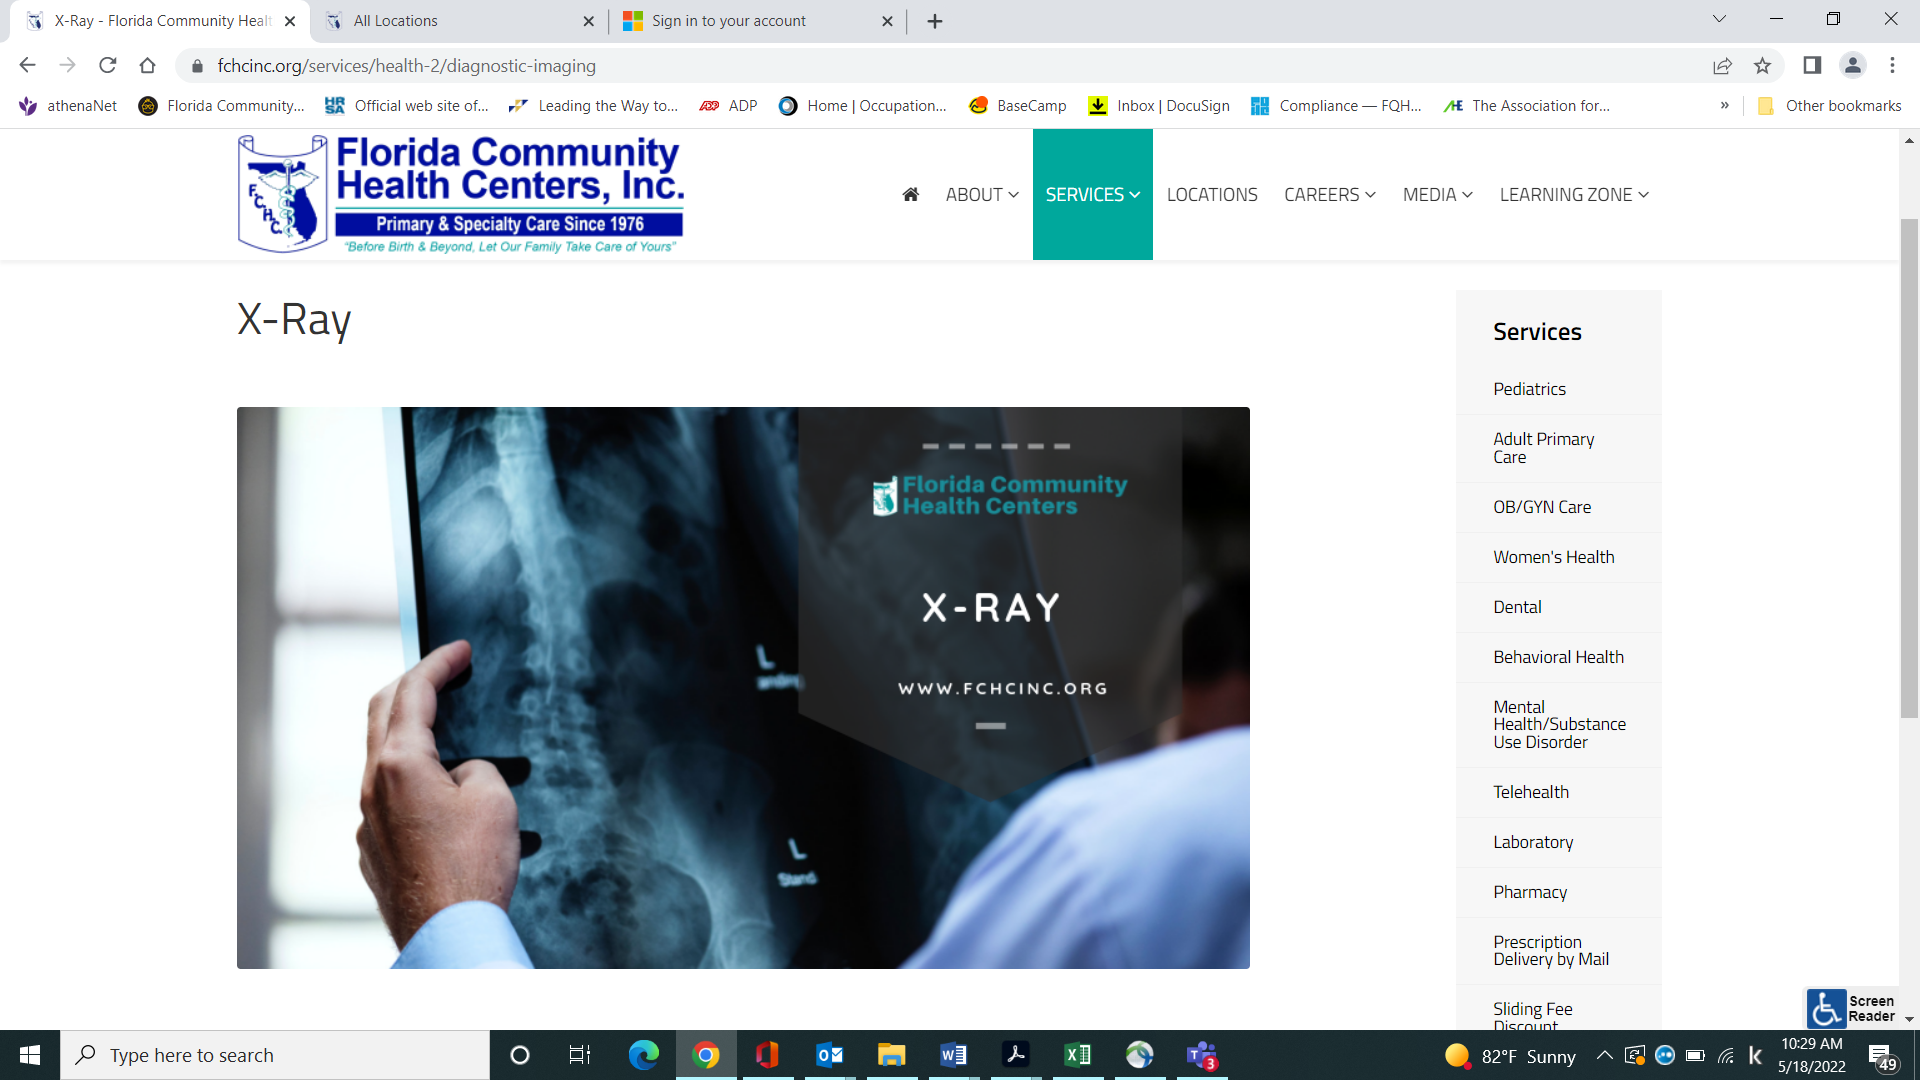 X-Ray - Florida Community Healt
All Locations
Sign in to your account
fchcinc.org/services/health-2/diagnostic-imaging
athenaNet
Florida Community...
HRSA
Official web site of...
Leading the Way to...
ADP
Home | Occupation...
BaseCamp
Inbox | DocuSign
Compliance — FQH...
The Association for...
»
Other bookmarks
F.C.H.C.
Florida Community
Health Centers, Inc.
Primary & Specialty Care Since 1976
"Before Birth & Beyond, Let Our Family Take Care of Yours"
ABOUT
SERVICES
LOCATIONS
CAREERS
MEDIA
LEARNING ZONE
X-Ray
Florida Community
Health Centers
X-RAY
WWW.FCHCINC.ORG
L
L
Stand
Services
Pediatrics
Adult Primary
Care
OB/GYN Care
Women's Health
Dental
Behavioral Health
Mental
Health/Substance
Use Disorder
Telehealth
Laboratory
Pharmacy
Prescription
Delivery by Mail
Sliding Fee
Discount
Screen
Reader
Type here to search
3
82°F Sunny
10:29 AM
5/18/2022
49